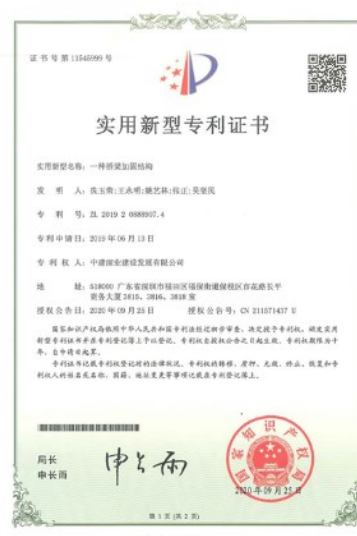 证书号第11545999号
实用新型专利证书
实用新型名称：一种桥梁加固结构
发 明 人：张玉荣;王永明;姚艺林;张正;吴坚民
专 利 号：ZL 2019 2 0888907.4
专利申请日：2019年06月13日
专 利 权 人：中建深业建设发展有限公司
地 址：518000 广东省深圳市福田区福保街道保税区市花路长平
商务大厦3815、3816、3818室
授权公告日：2020年09月25日 授权公告号：CN 211571437 U
国家知识产权局依照中华人民共和国专利法经过初步审查，决定授予专利权，颁发实用
新型专利证书并在专利登记簿上予以登记。专利权自授权公告之日起生效。专利权期限为十
年，自申请日起算。
专利证书记载专利权登记时的法律状况。专利权的转移、质押、无效、终止、恢复和专
利权人的姓名或名称、国籍、地址变更等事项记载在专利登记簿上。
局长
申长雨
申长雨
国家知识产权局
2020年09月25日
第 1 页 (共 2 页)